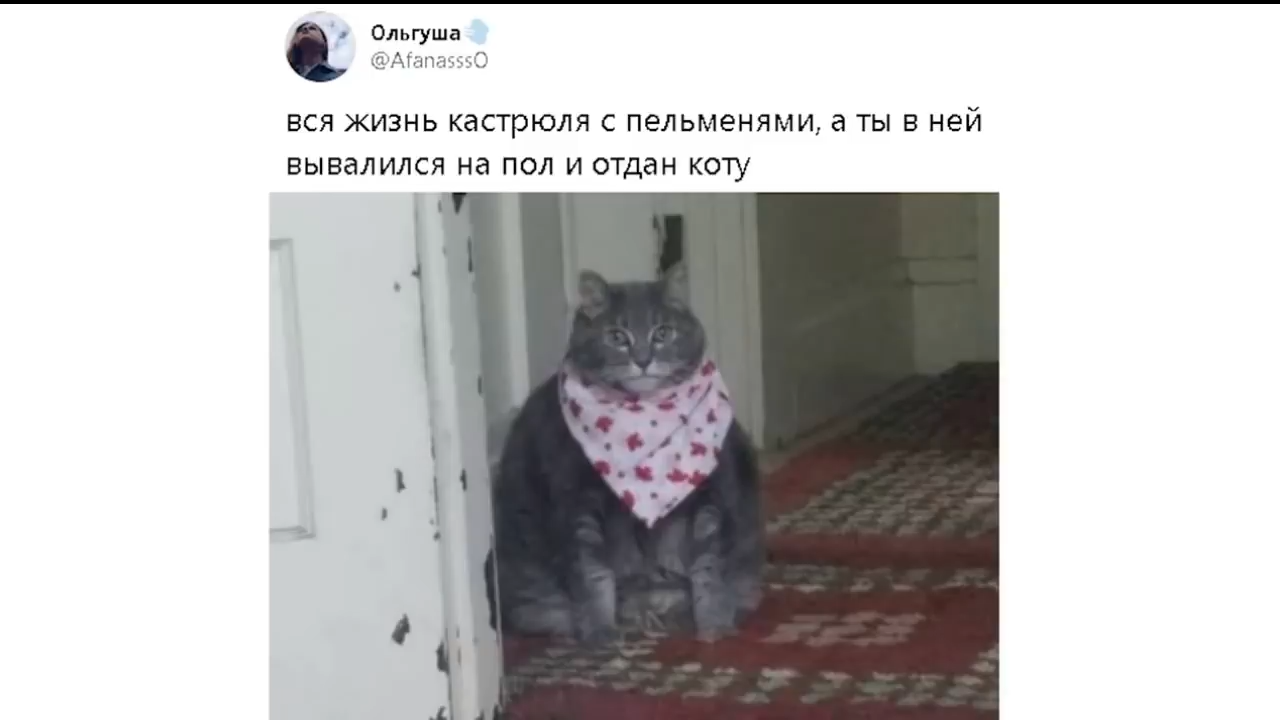 Ольгуша💨
@AfanasssO
вся жизнь кастрюля с пельменями, а ты в ней
вывалился на пол и отдан коту